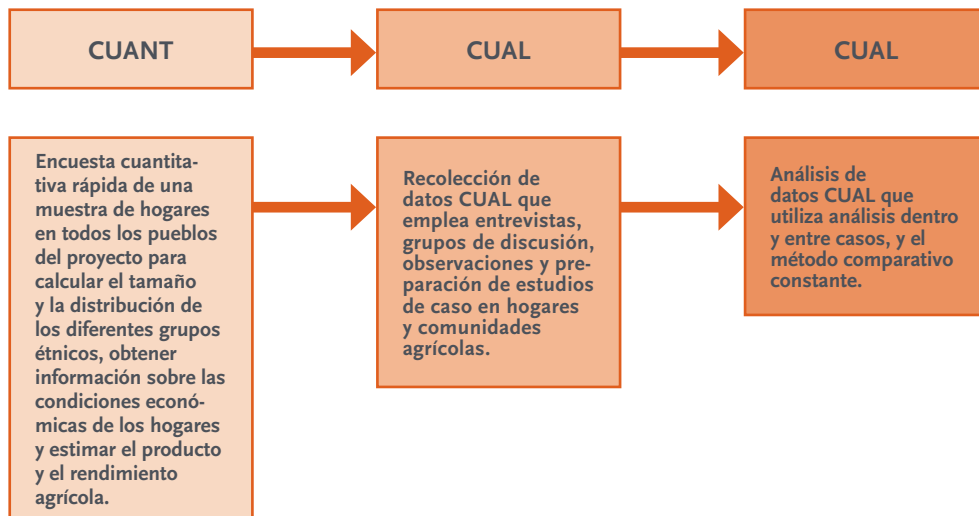 CUANT
CUAL
CUAL
Encuesta cuantita-
tiva rápida de una
muestra de hogares
en todos los pueblos
del proyecto para
calcular el tamaño
y la distribución de
los diferentes grupos
étnicos, obtener
información sobre las
condiciones econó-
micas de los hogares
y estimar el producto
y el rendimiento
agrícola.
Recolección de
datos CUAL que
emplea entrevistas,
grupos de discusión,
observaciones y pre-
paración de estudios
de caso en hogares
y comunidades
agrícolas.
Análisis de
datos CUAL que
utiliza análisis dentro
y entre casos, y el
método comparativo
constante.